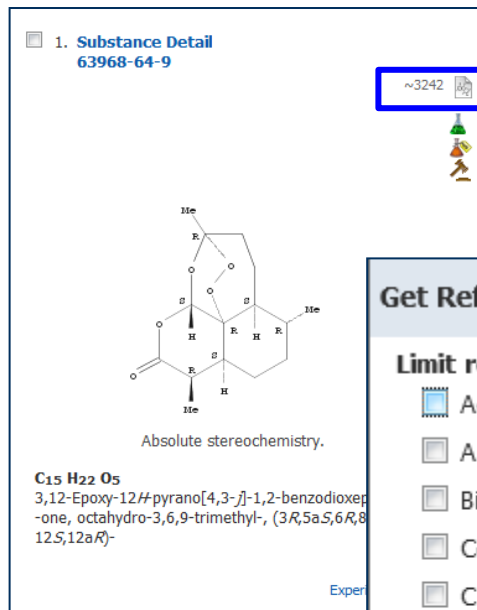 1. Substance Detail
63968-64-9
~3242
Me
R
O
O
O
S
S
Me
H
R
H
R
O
S
O
R
H
Me
Absolute stereochemistry.
C15 H22 O5
3,12-Epoxy-12H-pyrano[4,3-j]-1,2-benzodioxep
-one, octahydro-3,6,9-trimethyl-, (3R,5aS,6R,8
12S,12aR)-
Get Ref
Limit r